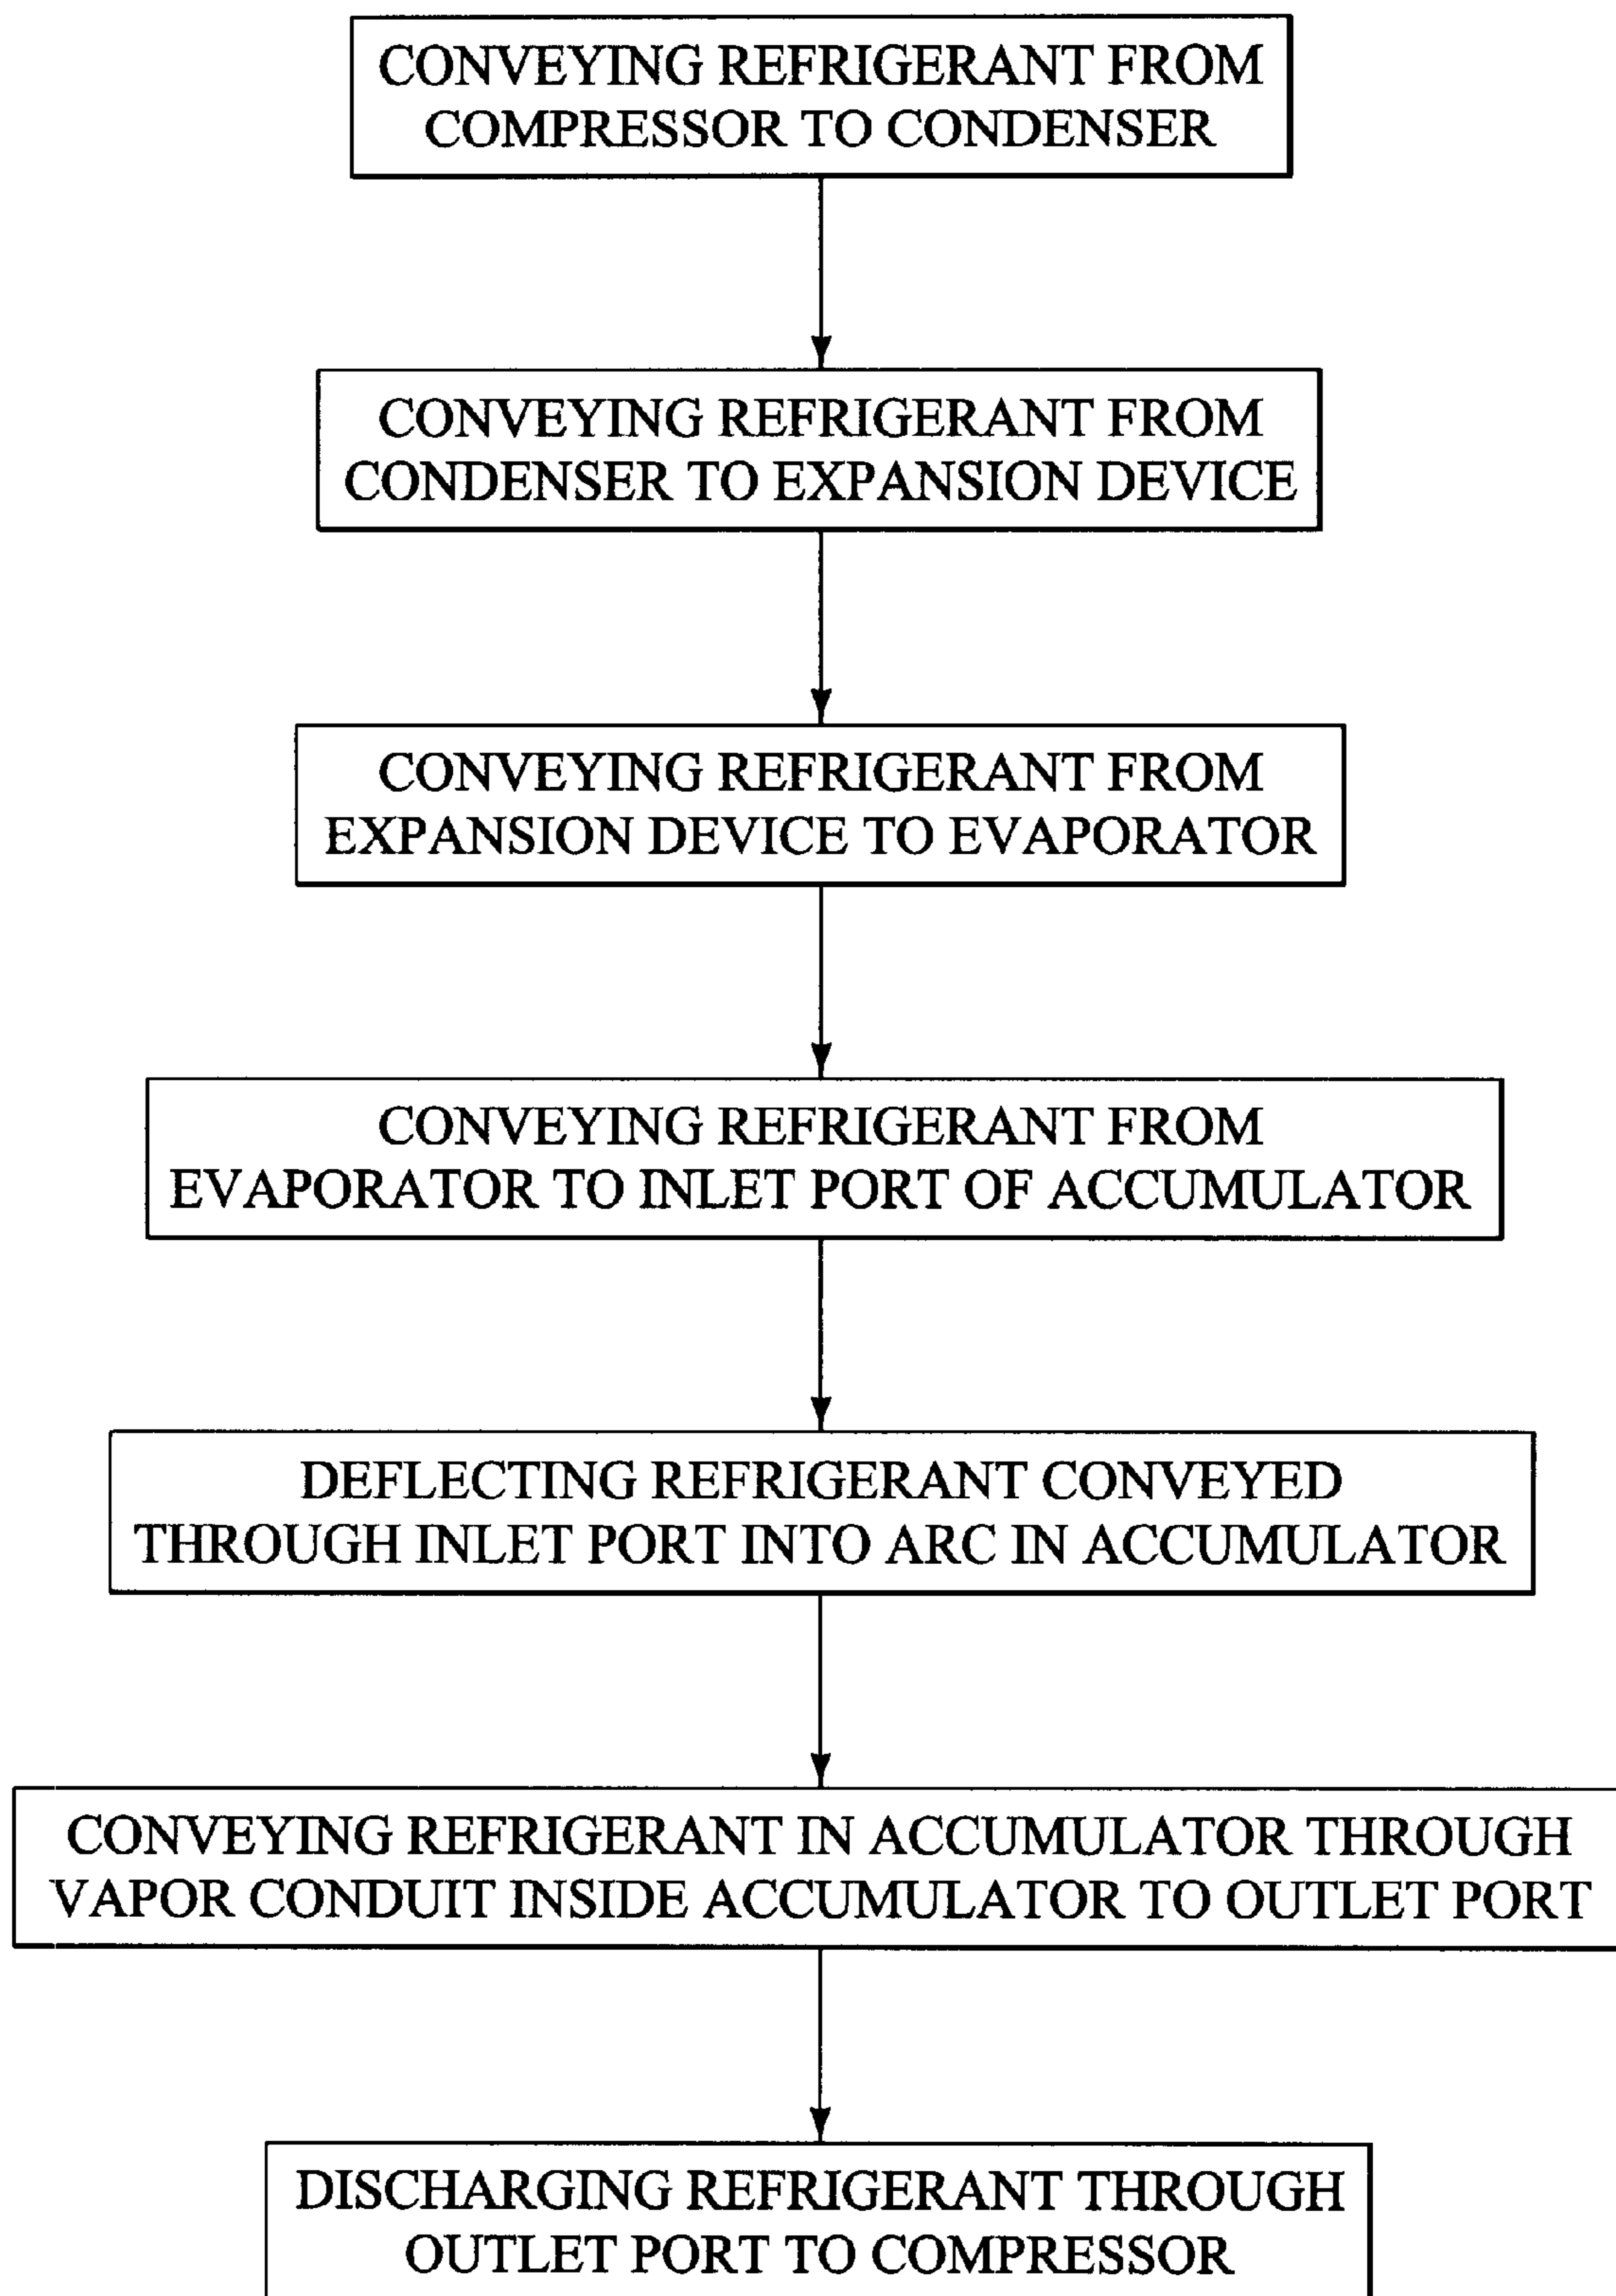 CONVEYING REFRIGERANT FROM
COMPRESSOR TO CONDENSER
CONVEYING REFRIGERANT FROM
CONDENSER TO EXPANSION DEVICE
CONVEYING REFRIGERANT FROM
EXPANSION DEVICE TO EVAPORATOR
CONVEYING REFRIGERANT FROM
EVAPORATOR TO INLET PORT OF ACCUMULATOR
DEFLECTING REFRIGERANT CONVEYED
THROUGH INLET PORT INTO ARC IN ACCUMULATOR
CONVEYING REFRIGERANT IN ACCUMULATOR THROUGH
VAPOR CONDUIT INSIDE ACCUMULATOR TO OUTLET PORT
DISCHARGING REFRIGERANT THROUGH
OUTLET PORT TO COMPRESSOR